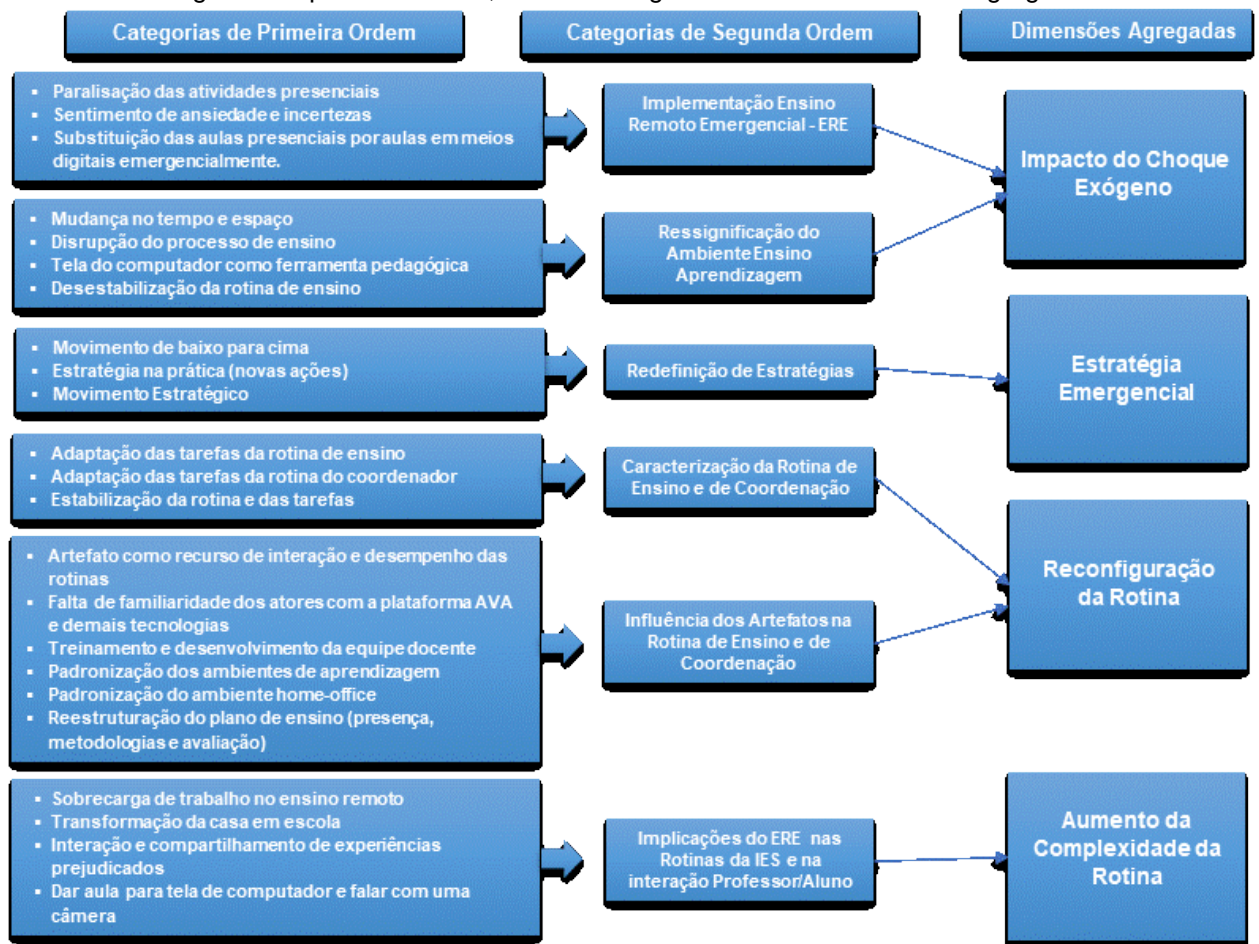 Categorias de Primeira Ordem
Categorias de Segunda Ordem
Dimensões Agregadas
▪ Paralisação das atividades presenciais
▪ Sentimento de ansiedade e incertezas
▪ Substituição das aulas presenciais por aulas em meios
digitais emergencialmente.
Implementação Ensino
Remoto Emergencial - ERE
Impacto do Choque
Exógeno
▪ Mudança no tempo e espaço
▪ Disrupção do processo de ensino
▪ Tela do computador como ferramenta pedagógica
▪ Desestabilização da rotina de ensino
Ressignificação do
Ambiente Ensino
Aprendizagem
▪ Movimento de baixo para cima
▪ Estratégia na prática (novas ações)
▪ Movimento Estratégico
Redefinição de Estratégias
Estratégia
Emergencial
▪ Adaptação das tarefas da rotina de ensino
▪ Adaptação das tarefas da rotina do coordenador
▪ Estabilização da rotina e das tarefas
Caracterização da Rotina de
Ensino e de Coordenação
Reconfiguração
da Rotina
▪ Artefato como recurso de interação e desempenho das
rotinas
▪ Falta de familiaridade dos atores com a plataforma AVA
e demais tecnologias
▪ Treinamento e desenvolvimento da equipe docente
▪ Padronização dos ambientes de aprendizagem
▪ Padronização do ambiente home-office
▪ Reestruturação do plano de ensino (presença,
metodologias e avaliação)
Influência dos Artefatos na
Rotina de Ensino e de
Coordenação
▪ Sobrecarga de trabalho no ensino remoto
▪ Transformação da casa em escola
▪ Interação e compartilhamento de experiências
prejudicados
▪ Dar aula para tela de computador e falar com uma
câmera
Implicações do ERE nas
Rotinas da IES e na
interação Professor/Aluno
Aumento da
Complexidade da
Rotina